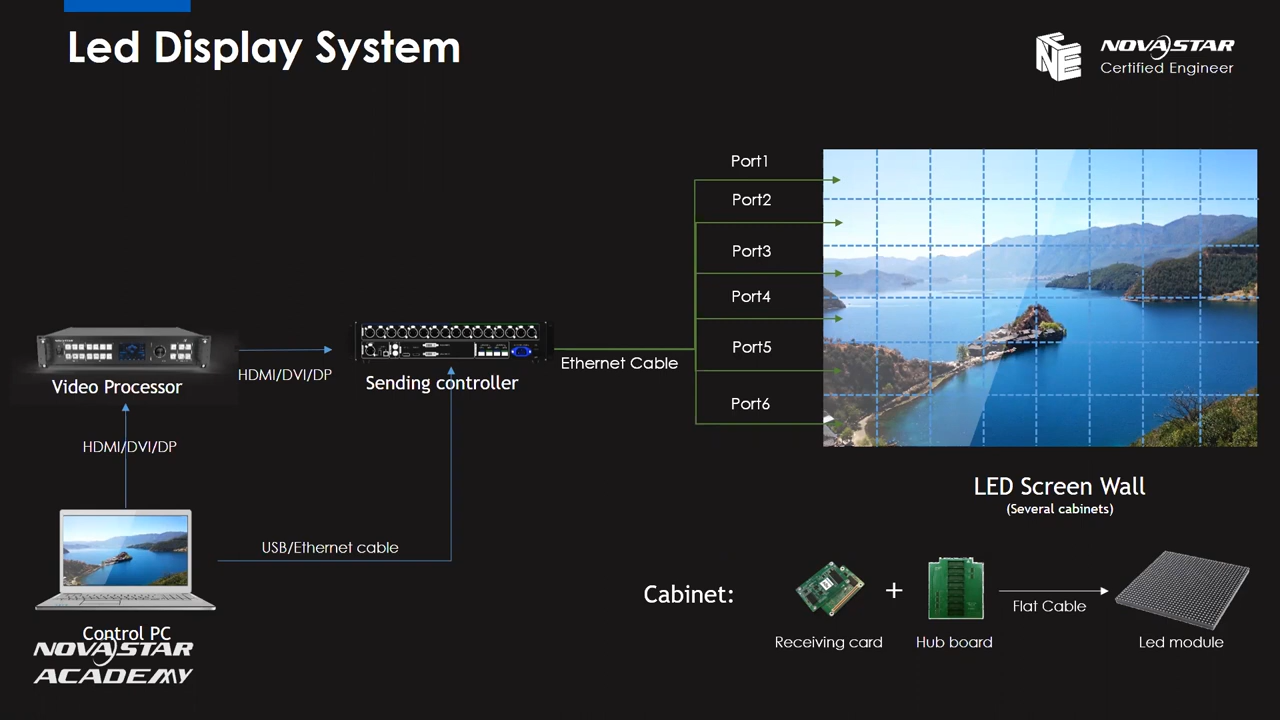 Led Display System
NOVASTAR
Certified Engineer
Port1
Port2
Port3
Port4
Port5
Port6
Ethernet Cable
HDMI/DVI/DP
Video Processor
Sending controller
HDMI/DVI/DP
USB/Ethernet cable
Control PC
LED Screen Wall
(Several cabinets)
Cabinet:
+
Flat Cable
Receiving card
Hub board
Led module
NOVASTAR
ACADEMY